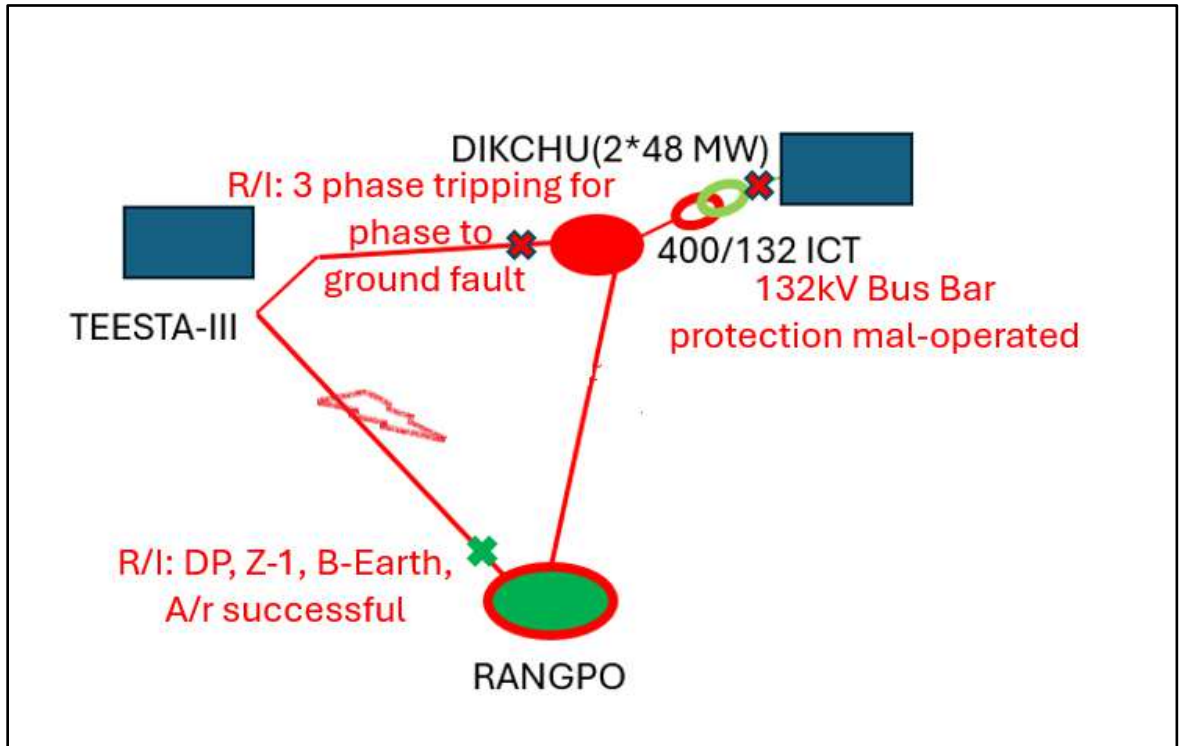 DIKCHU(2*48 MW)
R/I: 3 phase tripping for
phase to
ground fault
400/132 ICT
132kV Bus Bar
protection mal-operated
TEESTA-III
R/I: DP, Z-1, B-Earth,
A/r successful
RANGPO